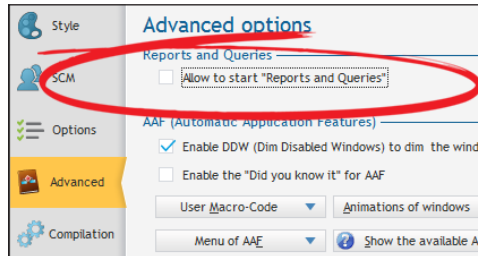 Style
Advanced options
Reports and Queries
SCM
Allow to start "Reports and Queries"
AAF (Automatic Application Features)
Options
Enable DDW (Dim Disabled Windows) to dim the wind
Advanced
Enable the "Did you know it" for AAF
User Macro-Code
Animations of windows
Compilation
Menu of AAF
Show the available A